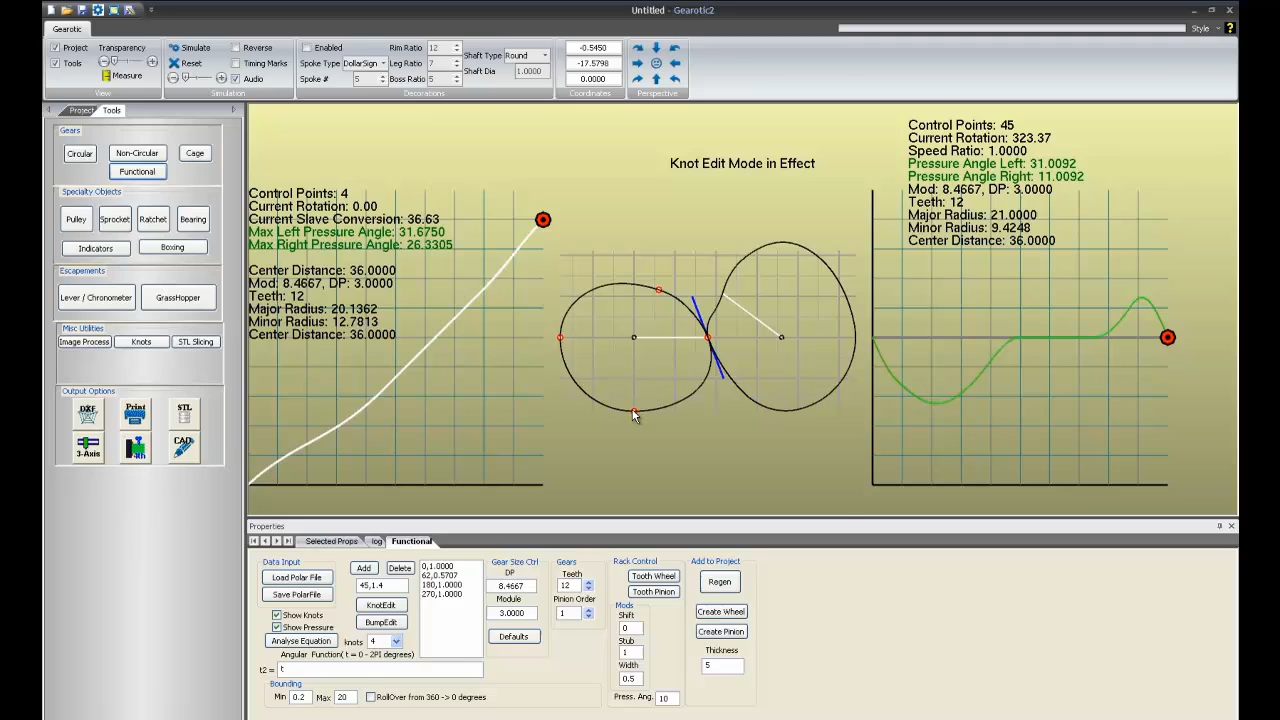 Untitled - Gearotic2
Gearotic
Style
Project
Transparency
Tools
Measure
View
Simulate
Reverse
Reset
Timing Marks
Audio
Simulation
Enabled
Rim Ratio 12
Spoke Type DollarSign
Leg Ratio 7
Spoke # 5
Boss Ratio 5
Shaft Type Round
Shaft Dia 1.0000
Decorations
-0.5450
-17.5798
0.0000
Coordinates
Perspective
Project
Tools
Gears
Circular
Non-Circular
Cage
Functional
Specialty Objects
Pulley
Sprocket
Ratchet
Bearing
Indicators
Boxing
Escapements
Lever / Chronometer
GrassHopper
Misc Utilities
Image Process
Knots
STL Slicing
Output Options
DXF
Print
STL
3-Axis
4th
CAD
Control Points: 4
Current Rotation: 0.00
Current Slave Conversion: 36.63
Max Left Pressure Angle: 31.6750
Max Right Pressure Angle: 26.3305
Center Distance: 36.0000
Mod: 8.4667, DP: 3.0000
Teeth: 12
Major Radius: 20.1362
Minor Radius: 12.7813
Center Distance: 36.0000
Knot Edit Mode in Effect
Control Points: 45
Current Rotation: 323.37
Speed Ratio: 1.0000
Pressure Angle Left: 31.0092
Pressure Angle Right: 11.0092
Mod: 8.4667, DP: 3.0000
Teeth: 12
Major Radius: 21.0000
Minor Radius: 9.4248
Center Distance: 36.0000
Properties
Selected Props
log
Functional
Data Input
Load Polar File
Save PolarFile
Show Knots
Show Pressure
Analyse Equation
Add
Delete
45,1.4
KnotEdit
BumpEdit
knots 4
0,1.0000
62,0.5707
180,1.0000
270,1.0000
Angular Function( t = 0 - 2PI degrees)
t2 = t
Bounding
Min 0.2
Max 20
RollOver from 360 -> 0 degrees
Gear Size Ctrl
DP
8.4667
Module
3.0000
Defaults
Gears
Teeth
12
Pinion Order
1
Rack Control
Tooth Wheel
Tooth Pinion
Mods
Shift
0
Stub
1
Width
0.5
Press. Ang. 10
Add to Project
Regen
Create Wheel
Create Pinion
Thickness
5